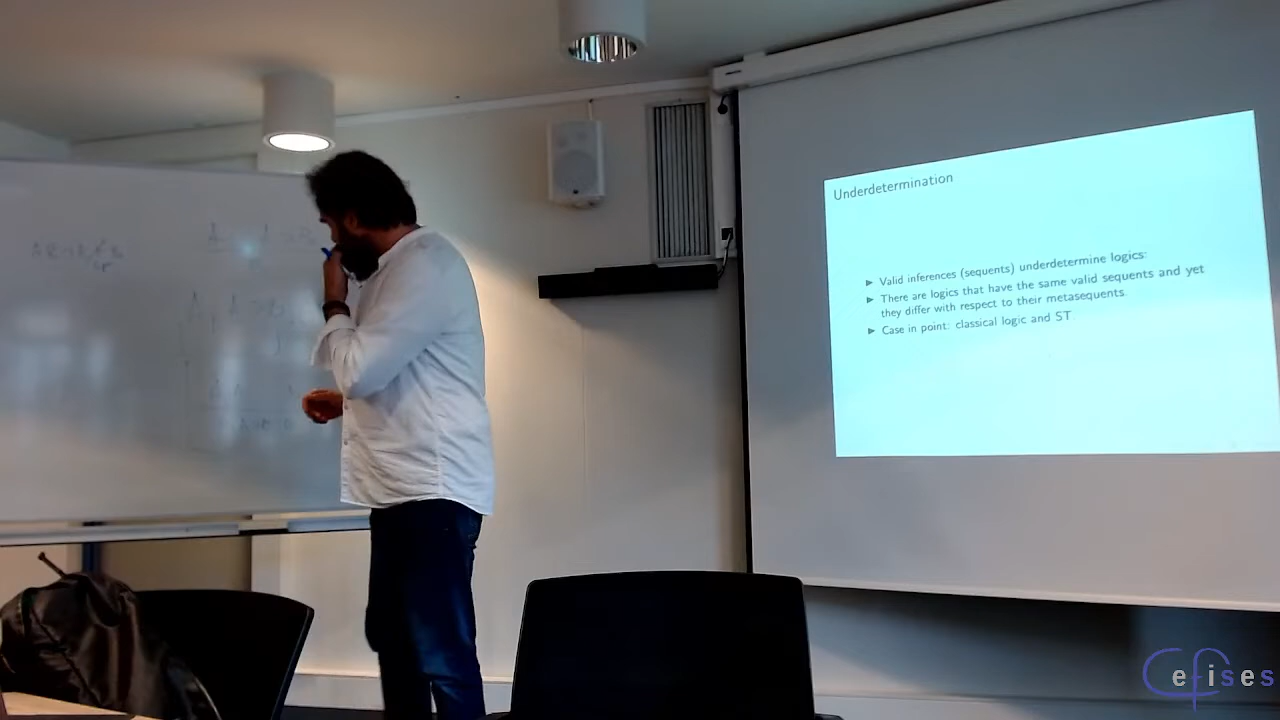 Underdetermination
► Valid inferences (sequents) underdetermine logics:
► There are logics that have the same valid sequents and yet
they differ with respect to their metasequents.
► Case in point: classical logic and ST
Cefises